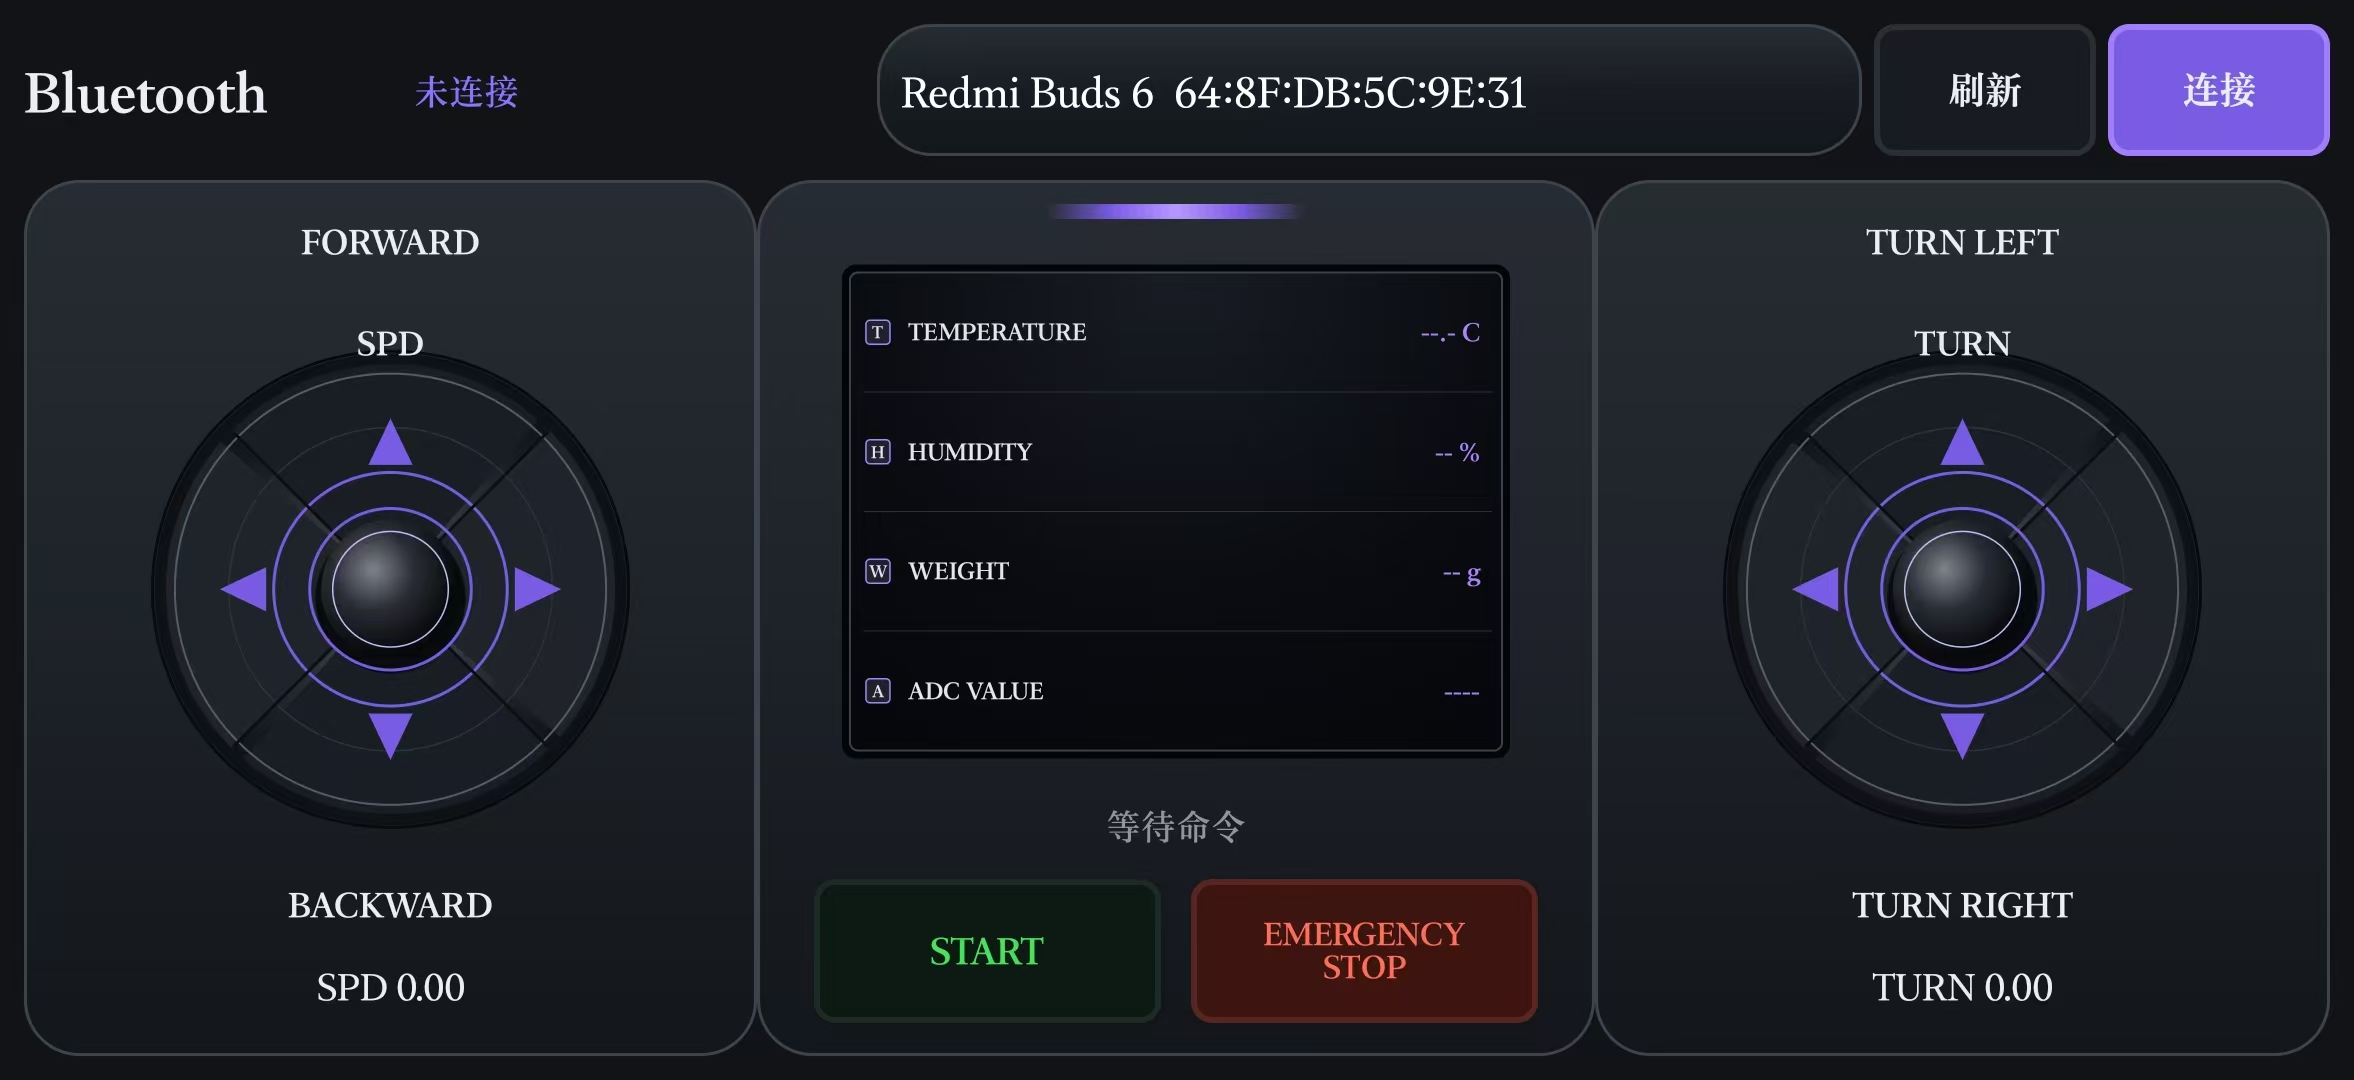 Bluetooth
未连接
Redmi Buds 6  64:8F:DB:5C:9E:31
刷新
连接
FORWARD
SPD
BACKWARD
SPD 0.00
T TEMPERATURE --.- C
H HUMIDITY -- %
W WEIGHT -- g
A ADC VALUE ----
等待命令
START
EMERGENCY
STOP
TURN LEFT
TURN
TURN RIGHT
TURN 0.00